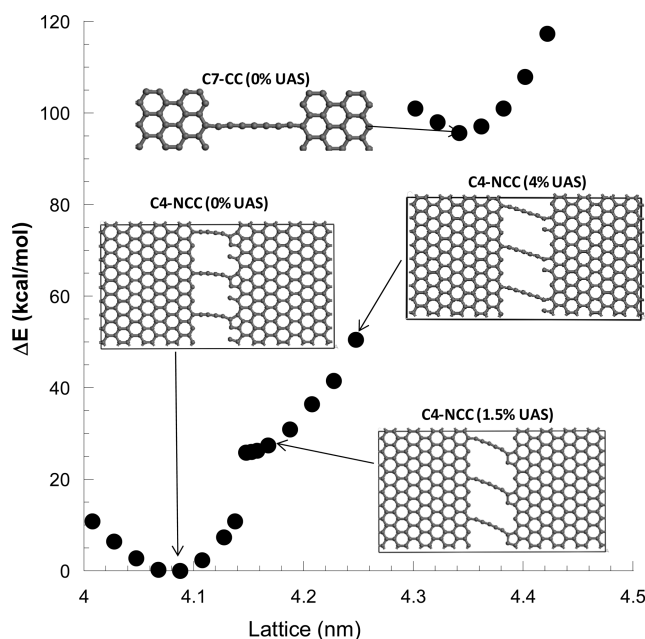 120
C7-CC (0% UAS)
100
C4-NCC (4% UAS)
80
C4-NCC (0% UAS)
60
ΔE (kcal/mol)
40
C4-NCC (1.5% UAS)
20
0
4 4.1 4.2 4.3 4.4 4.5
Lattice (nm)